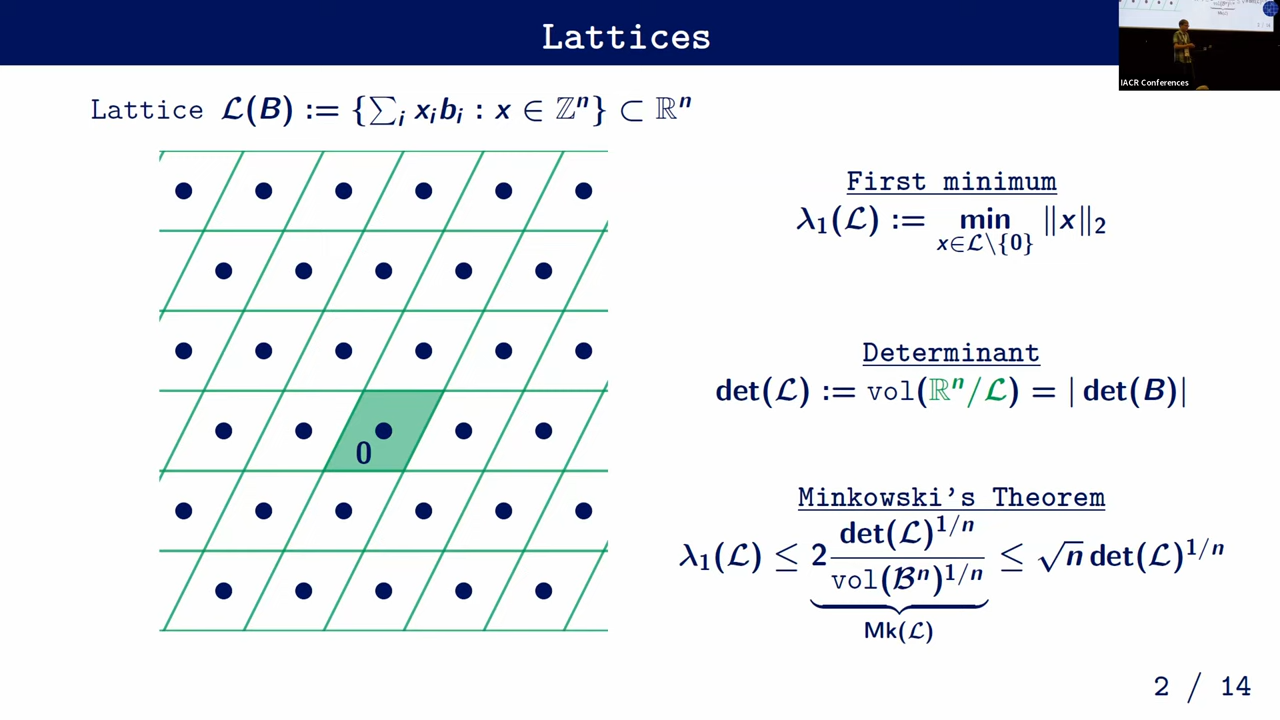 Lattices
IACR Conferences
Lattice 𝓛(B) := {∑ᵢ xᵢbᵢ : x ∈ ℤⁿ} ⊂ ℝⁿ
0
First minimum
λ₁(𝓛) := min ‖x‖₂
x∈𝓛\{0}
Determinant
det(𝓛) := vol(ℝⁿ/𝓛) = | det(B)|
Minkowski's Theorem
λ₁(𝓛) ≤ 2 det(𝓛)^{1/n} / vol(𝓑ⁿ)^{1/n} ≤ √n det(𝓛)^{1/n}
Mk(𝓛)
2 / 14